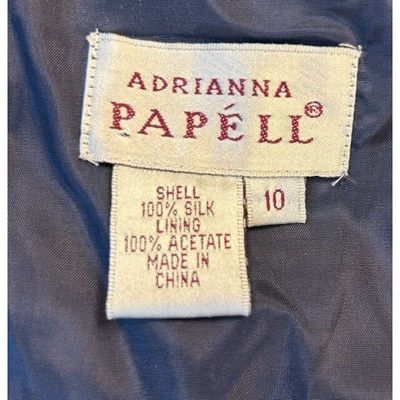 ADRIANNA
PAPÉLL®
SHELL
100% SILK
LINING
100% ACETATE
MADE IN
CHINA
10